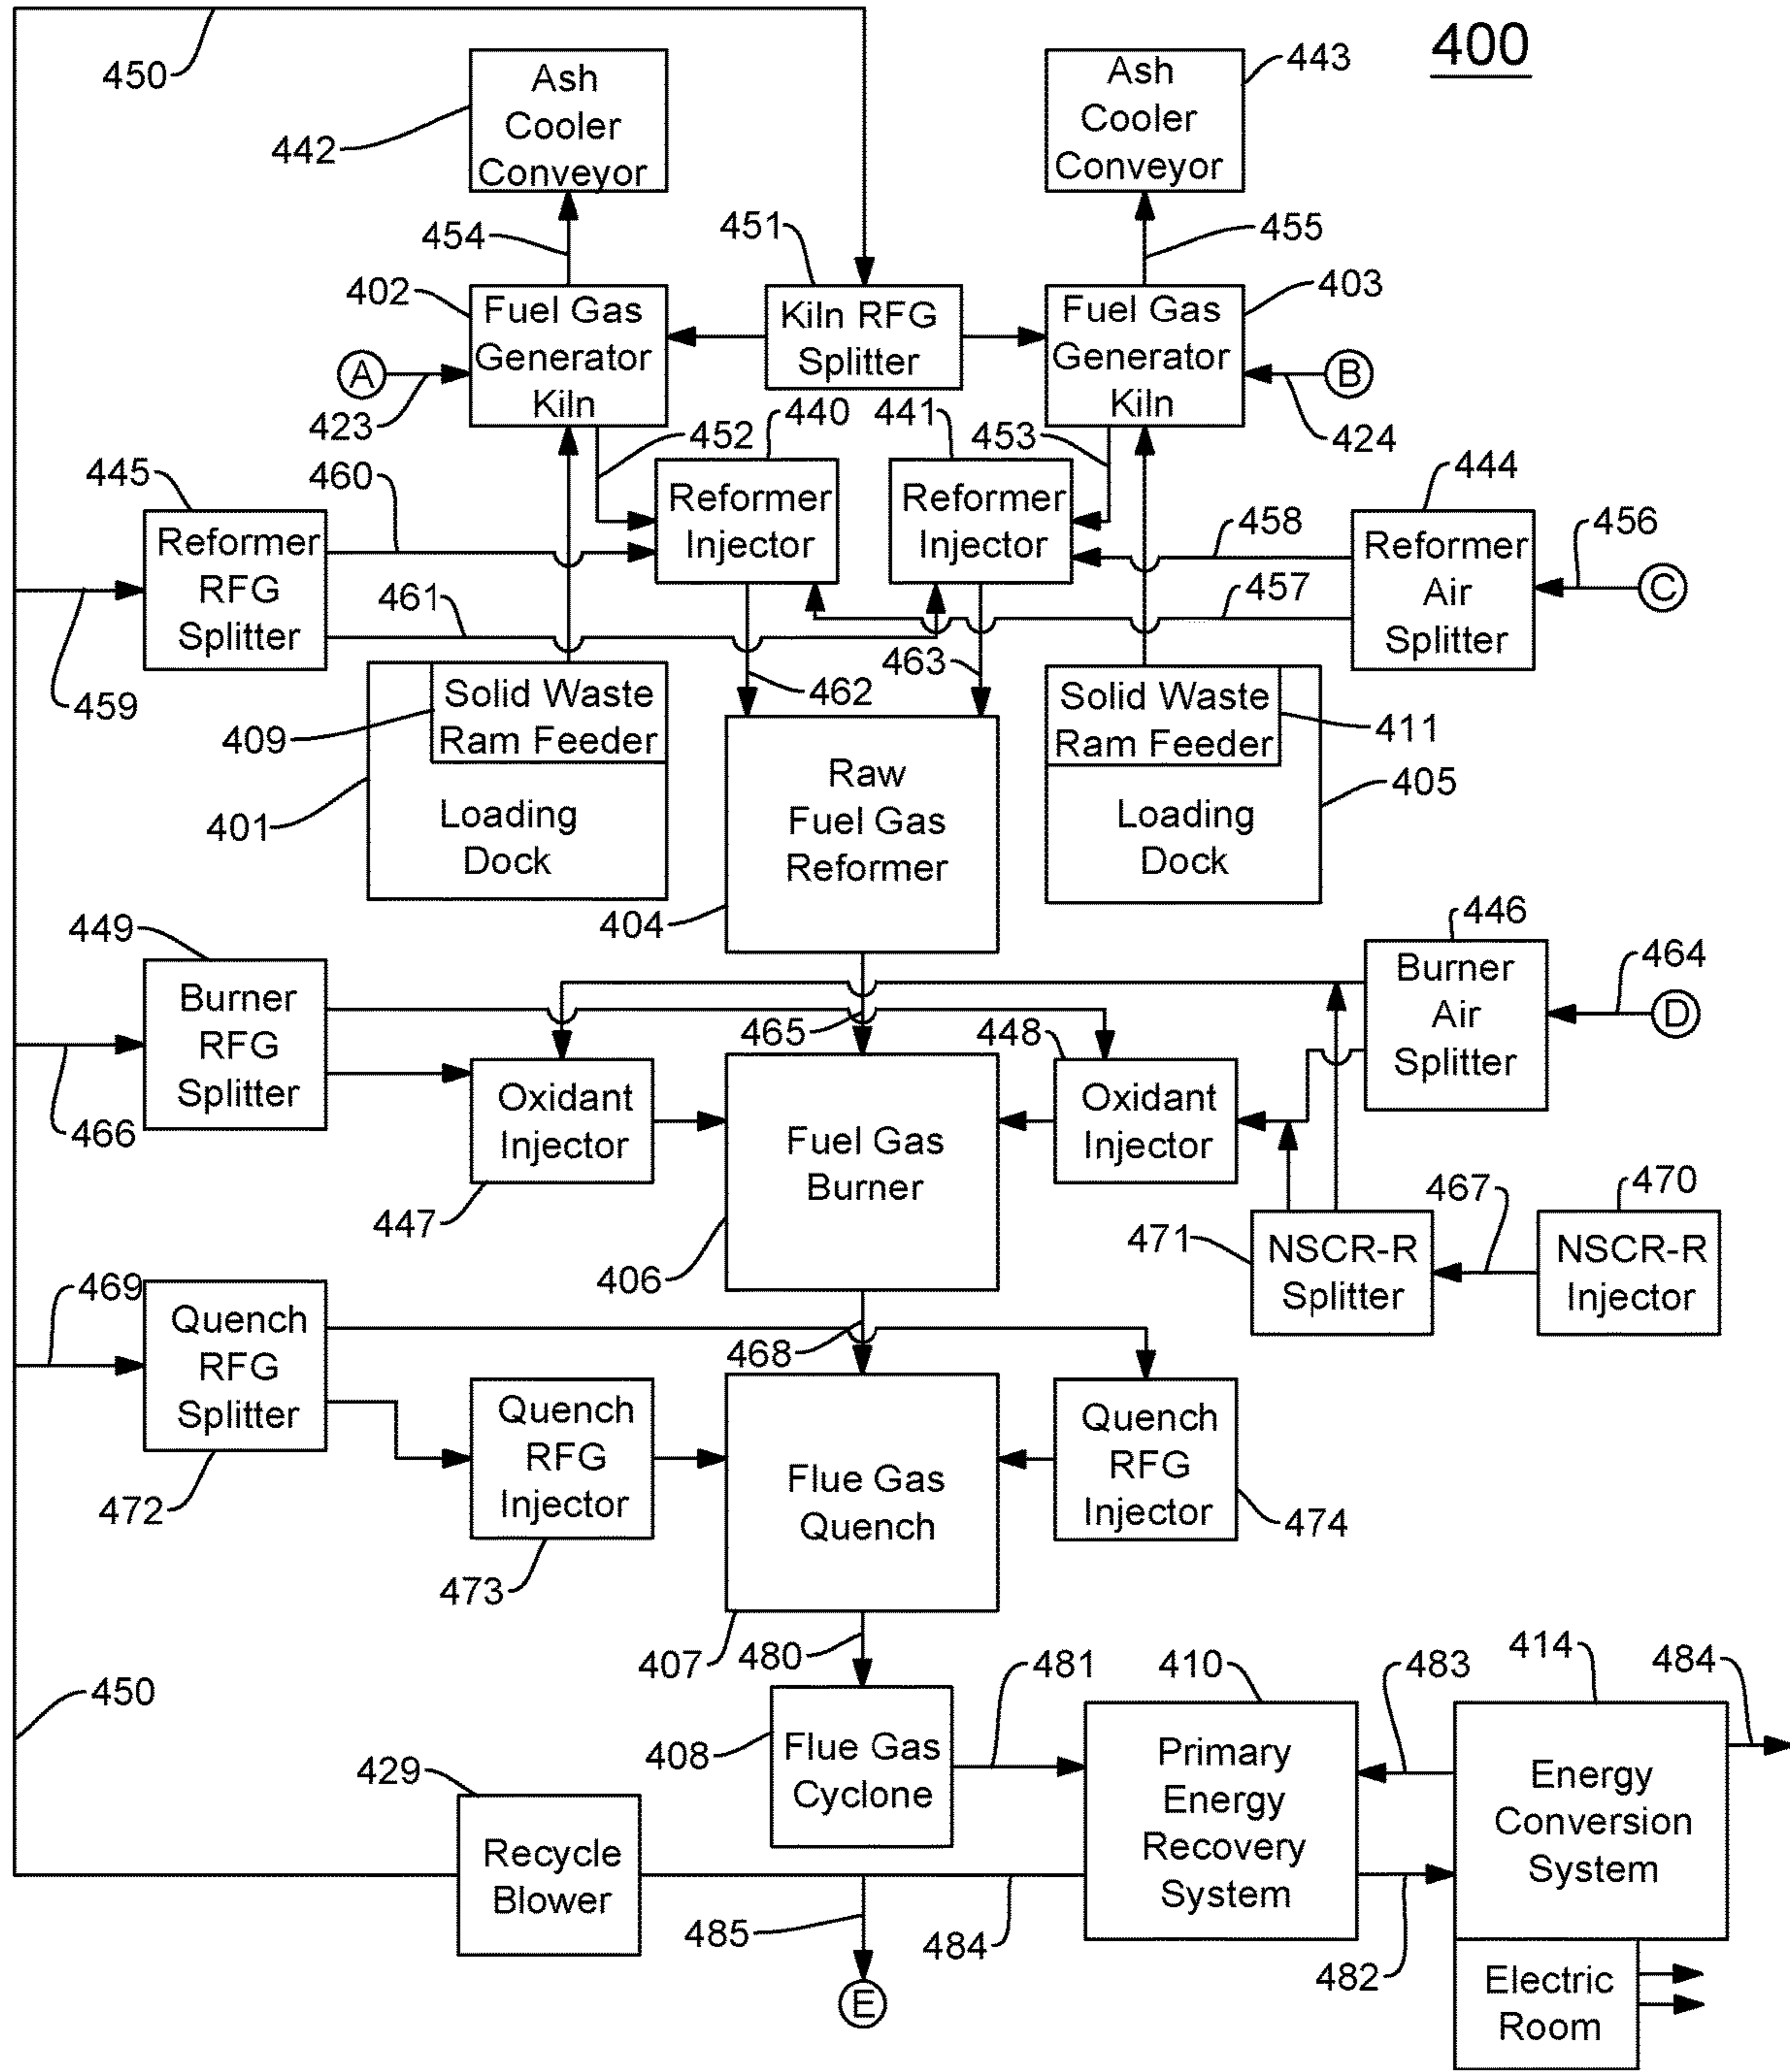 400
450
Ash
Cooler
Conveyor
442
Ash
Cooler
Conveyor
443
454
451
455
402
Fuel Gas
Generator
Kiln
Kiln RFG
Splitter
Fuel Gas
Generator
Kiln
403
A
423
B
424
440
441
452
453
445
460
Reformer
Injector
Reformer
Injector
444
458
456
Reformer
RFG
Splitter
Reformer
Air
Splitter
C
461
457
459
462
463
Solid Waste
Ram Feeder
409
Loading
Dock
401
Raw
Fuel Gas
Reformer
404
Solid Waste
Ram Feeder
411
Loading
Dock
405
449
446
Burner
RFG
Splitter
Burner
Air
Splitter
464
D
465
448
466
Oxidant
Injector
447
Fuel Gas
Burner
406
Oxidant
Injector
467
470
471
NSCR-R
Splitter
NSCR-R
Injector
469
Quench
RFG
Splitter
472
468
Quench
RFG
Injector
473
Flue Gas
Quench
407
Quench
RFG
Injector
474
480
481
410
483
414
484
450
429
408
Flue Gas
Cyclone
Primary
Energy
Recovery
System
Energy
Conversion
System
Recycle
Blower
485
484
482
E
Electric
Room